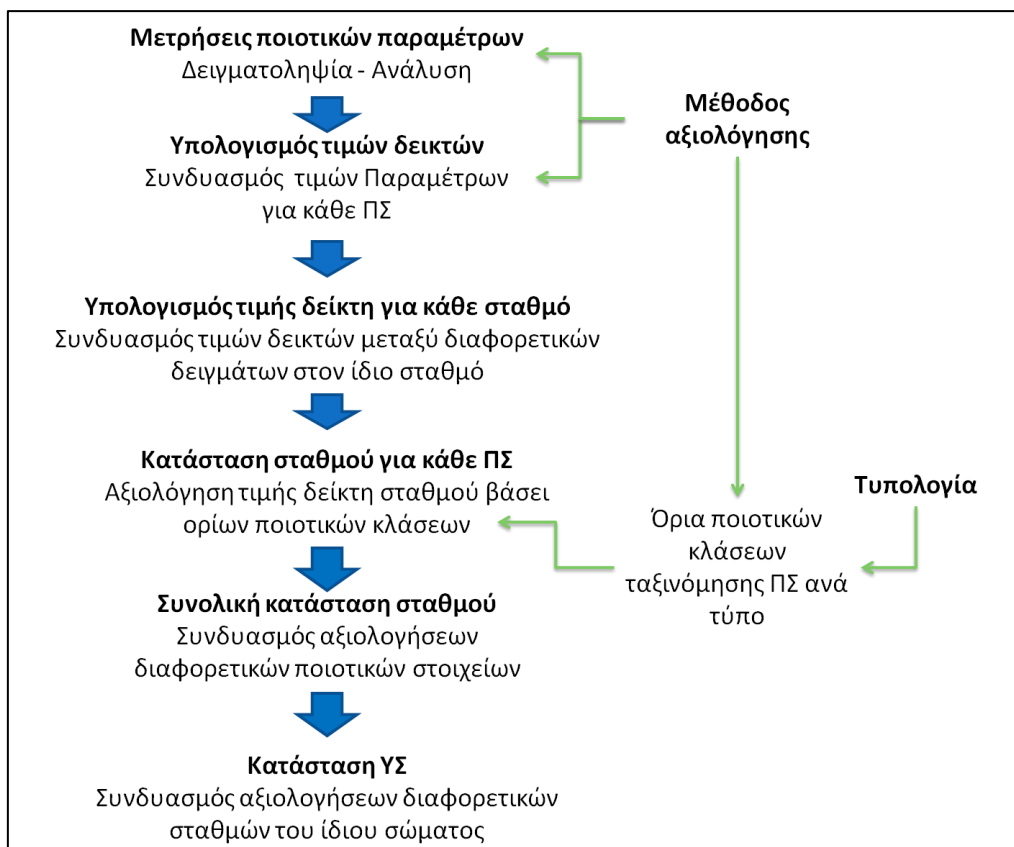 Μετρήσεις ποιοτικών παραμέτρων
Δειγματοληψία - Ανάλυση
Υπολογισμός τιμών δεικτών
Συνδυασμός τιμών Παραμέτρων
για κάθε ΠΣ
Υπολογισμός τιμής δείκτη για κάθε σταθμό
Συνδυασμός τιμών δεικτών μεταξύ διαφορετικών
δειγμάτων στον ίδιο σταθμό
Κατάσταση σταθμού για κάθε ΠΣ
Αξιολόγηση τιμής δείκτη σταθμού βάσει
ορίων ποιοτικών κλάσεων
Συνολική κατάσταση σταθμού
Συνδυασμός αξιολογήσεων
διαφορετικών ποιοτικών στοιχείων
Κατάσταση ΥΣ
Συνδυασμός αξιολογήσεων διαφορετικών
σταθμών του ίδιου σώματος
Μέθοδος
αξιολόγησης
Τυπολογία
Όρια ποιοτικών
κλάσεων
ταξινόμησης ΠΣ ανά
τύπο